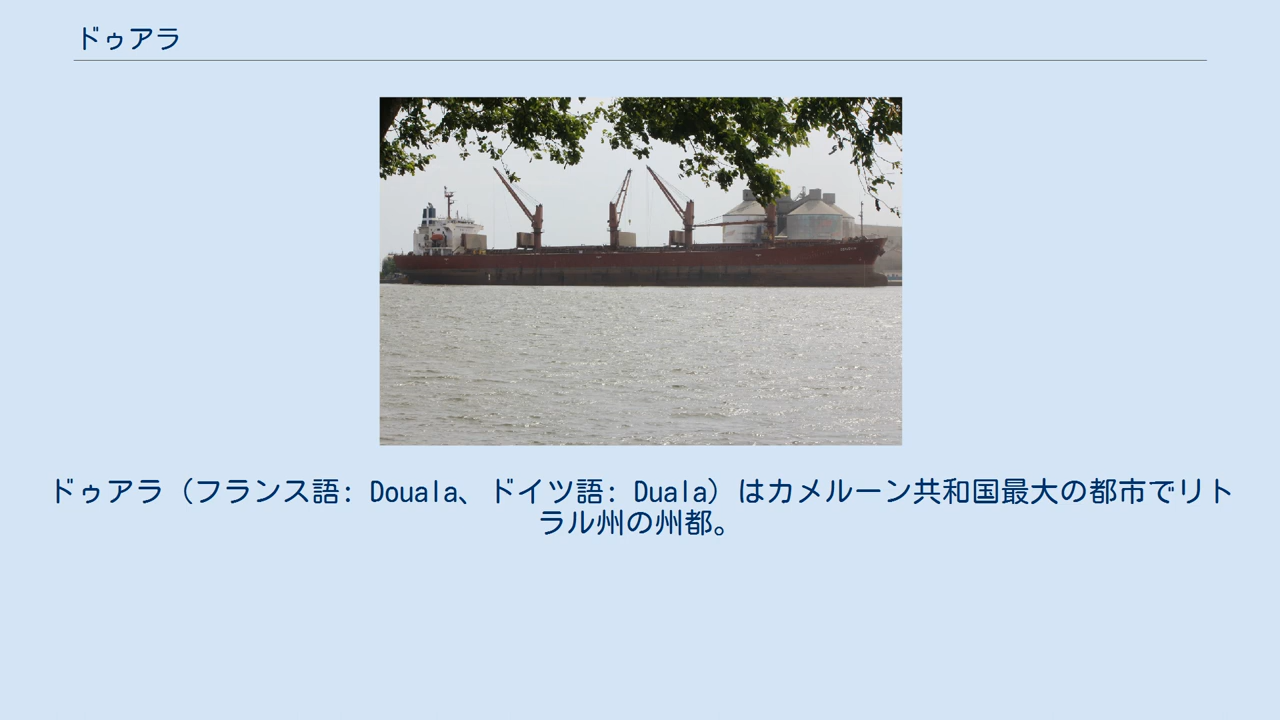 ドゥアラ
ドゥアラ（フランス語: Douala、ドイツ語: Duala）はカメルーン共和国最大の都市でリト
ラル州の州都。